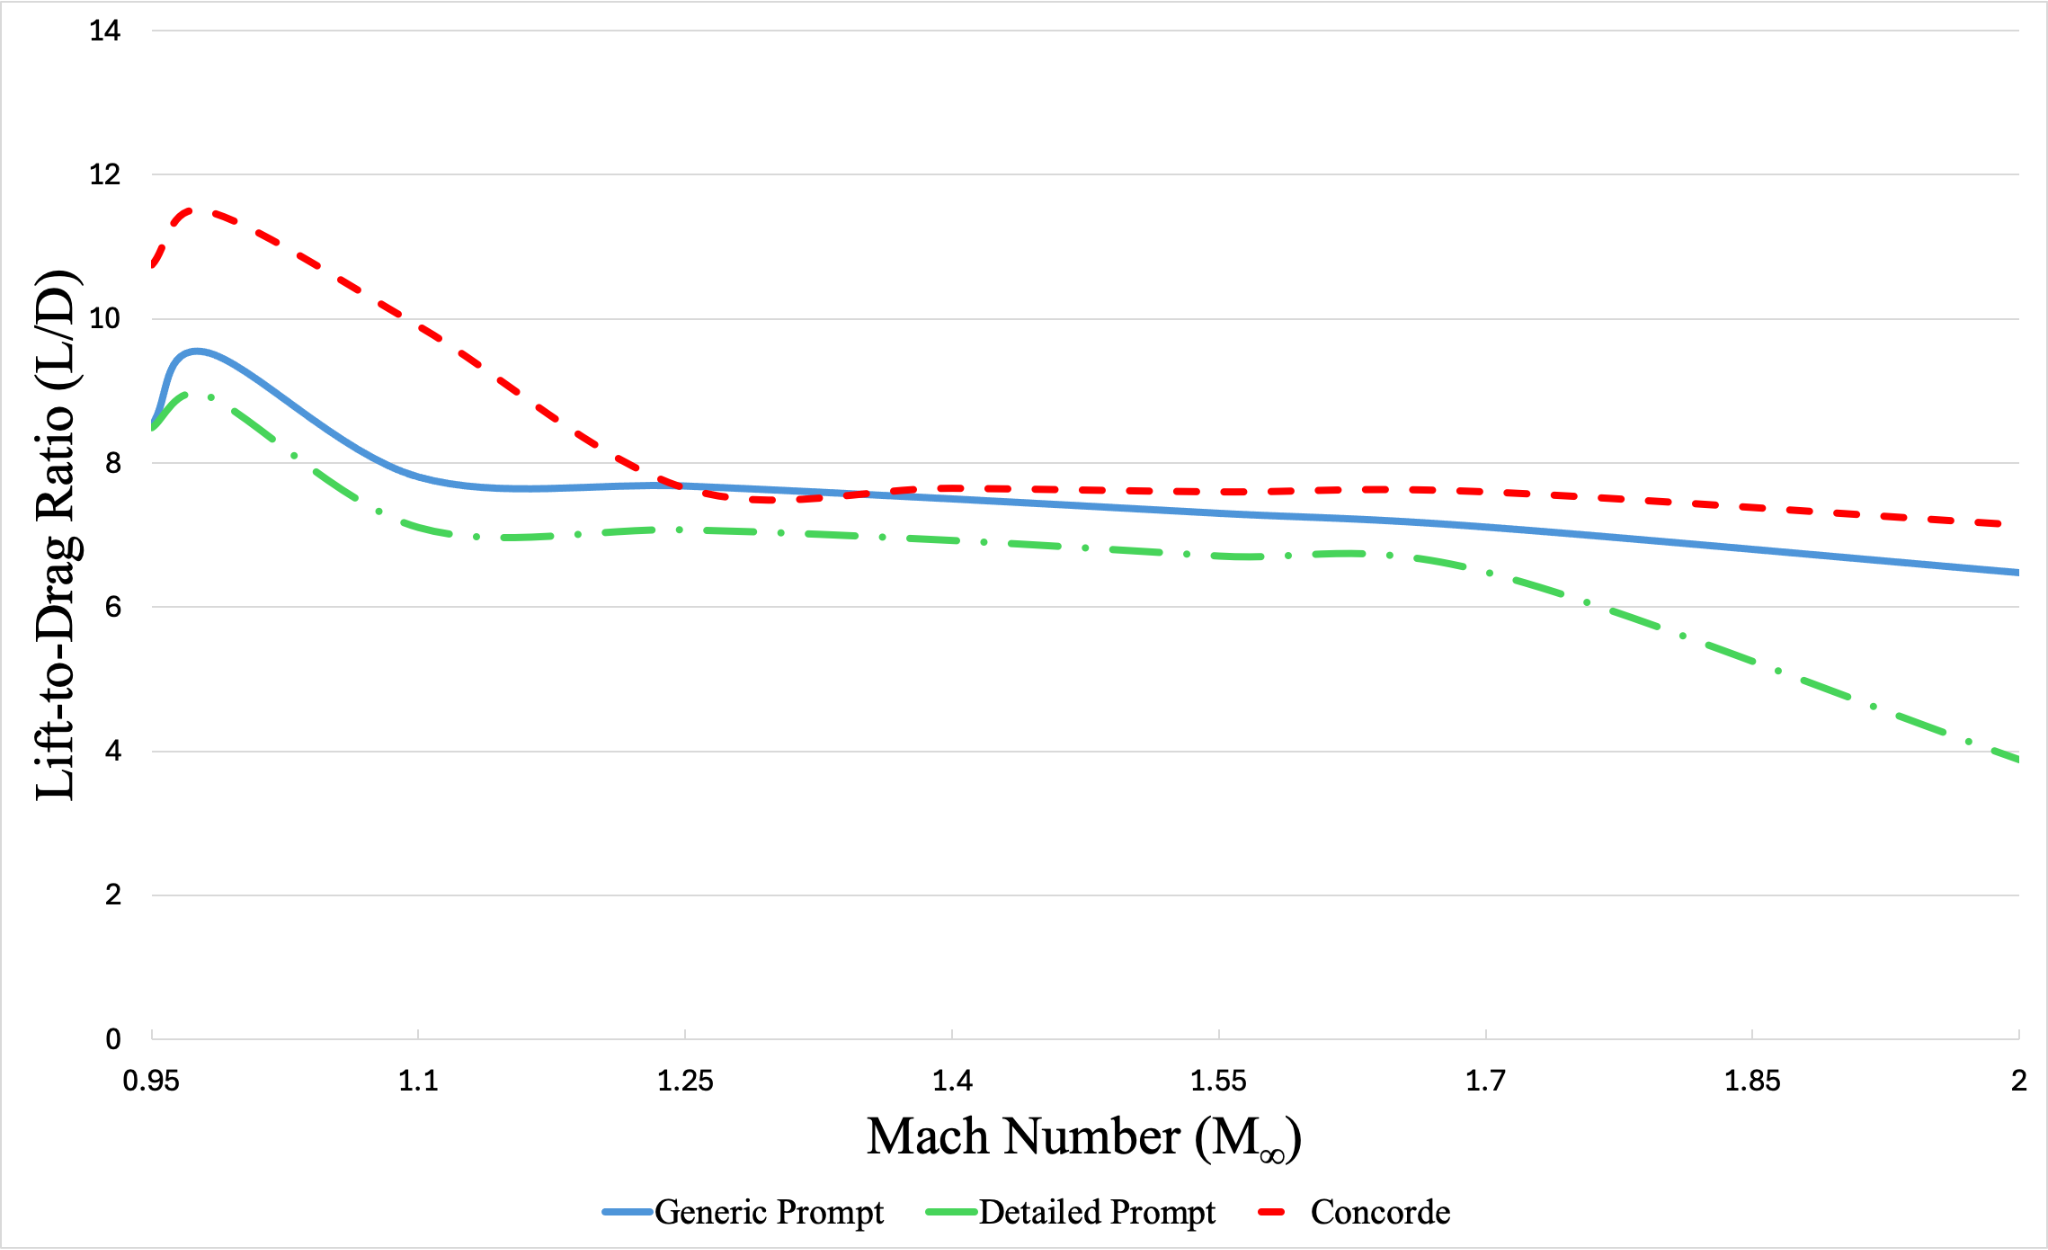 14
12
10
8
6
4
2
0
Lift-to-Drag Ratio (L/D)
0.95 1.1 1.25 1.4 1.55 1.7 1.85 2
Mach Number (M∞)
Generic Prompt Detailed Prompt Concorde